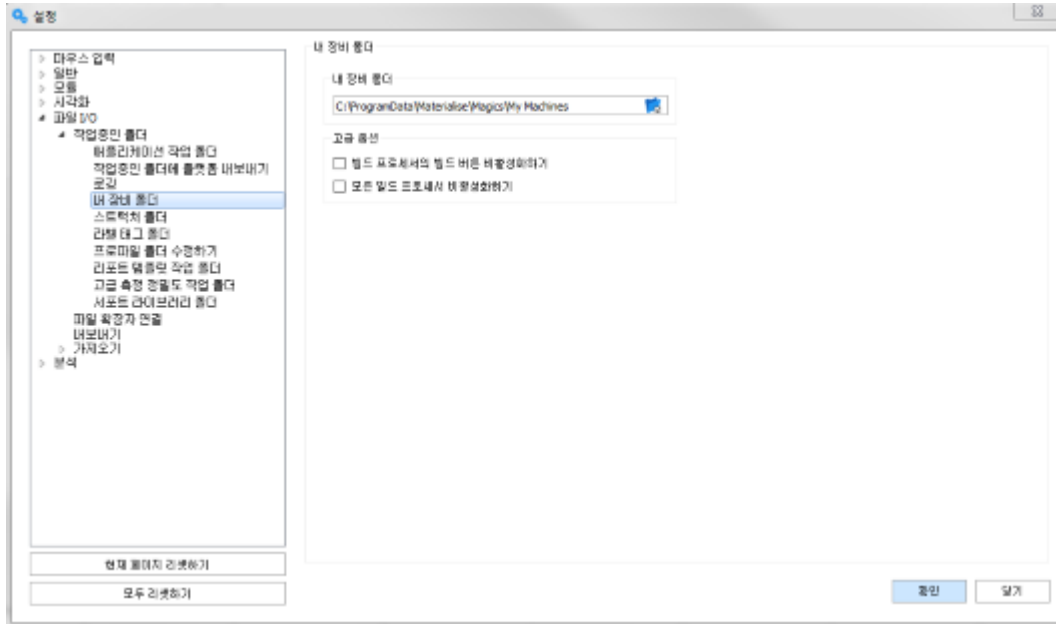 설정
마우스 입력
일반
모듈
시각화
파일 I/O
작업중인 폴더
애플리케이션 작업 폴더
작업중인 폴더에 플랫폼 내보내기
로깅
내 장비 폴더
스트럭처 폴더
라벨 태그 폴더
프로파일 폴더 수정하기
리포트 템플릿 작업 폴더
고급 측정 정밀도 작업 폴더
서포트 라이브러리 폴더
파일 확장자 연결
내보내기
가져오기
분석
현재 페이지 리셋하기
모두 리셋하기
내 장비 폴더
내 장비 폴더
C:\ProgramData\Materialise\Magics\My Machines
고급 옵션
빌드 프로세서의 빌드 버튼 비활성화하기
모든 빌드 프로세서 비활성화하기
확인
닫기